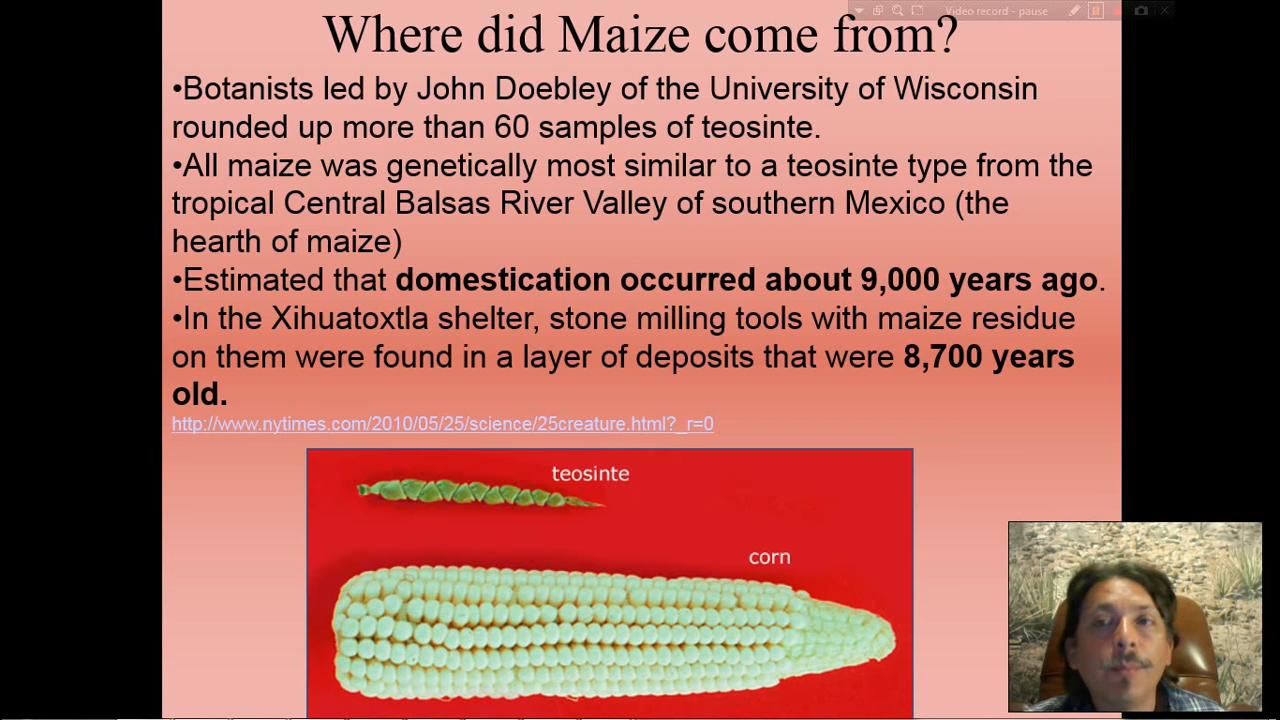 Video record - pause
Where did Maize come from?
•Botanists led by John Doebley of the University of Wisconsin
rounded up more than 60 samples of teosinte.
•All maize was genetically most similar to a teosinte type from the
tropical Central Balsas River Valley of southern Mexico (the
hearth of maize)
•Estimated that domestication occurred about 9,000 years ago.
•In the Xihuatoxtla shelter, stone milling tools with maize residue
on them were found in a layer of deposits that were 8,700 years
old.
http://www.nytimes.com/2010/05/25/science/25creature.html?_r=0
teosinte
corn